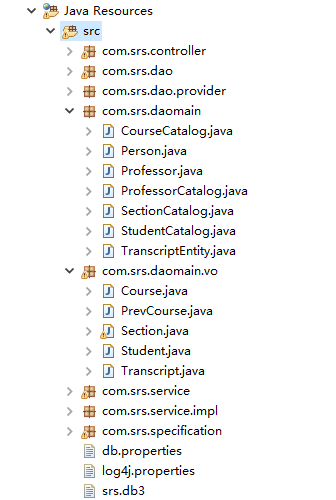 Java Resources
src
com.srs.controller
com.srs.dao
com.srs.dao.provider
com.srs.daomain
CourseCatalog.java
Person.java
Professor.java
ProfessorCatalog.java
SectionCatalog.java
StudentCatalog.java
TranscriptEntity.java
com.srs.daomain.vo
Course.java
PrevCourse.java
Section.java
Student.java
Transcript.java
com.srs.service
com.srs.service.impl
com.srs.specification
db.properties
log4j.properties
srs.db3